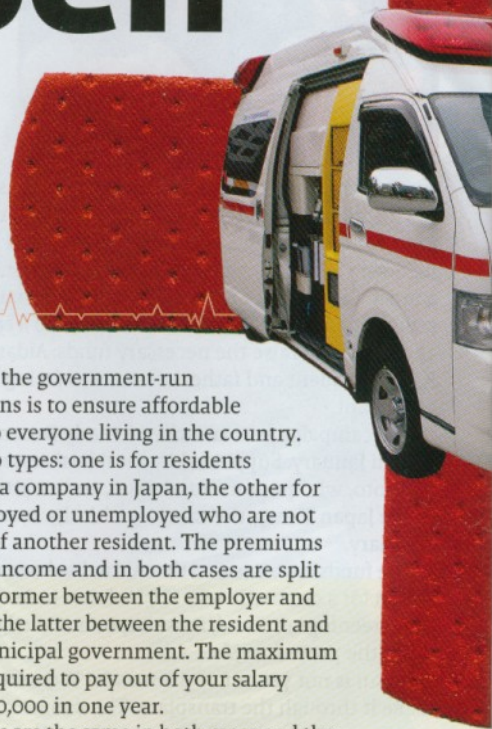 the government-run
ns is to ensure affordable
everyone living in the country.
types: one is for residents
a company in Japan, the other for
oyed or unemployed who are not
f another resident. The premiums
income and in both cases are split
ormer between the employer and
the latter between the resident and
nicipal government. The maximum
quired to pay out of your salary
0,000 in one year.